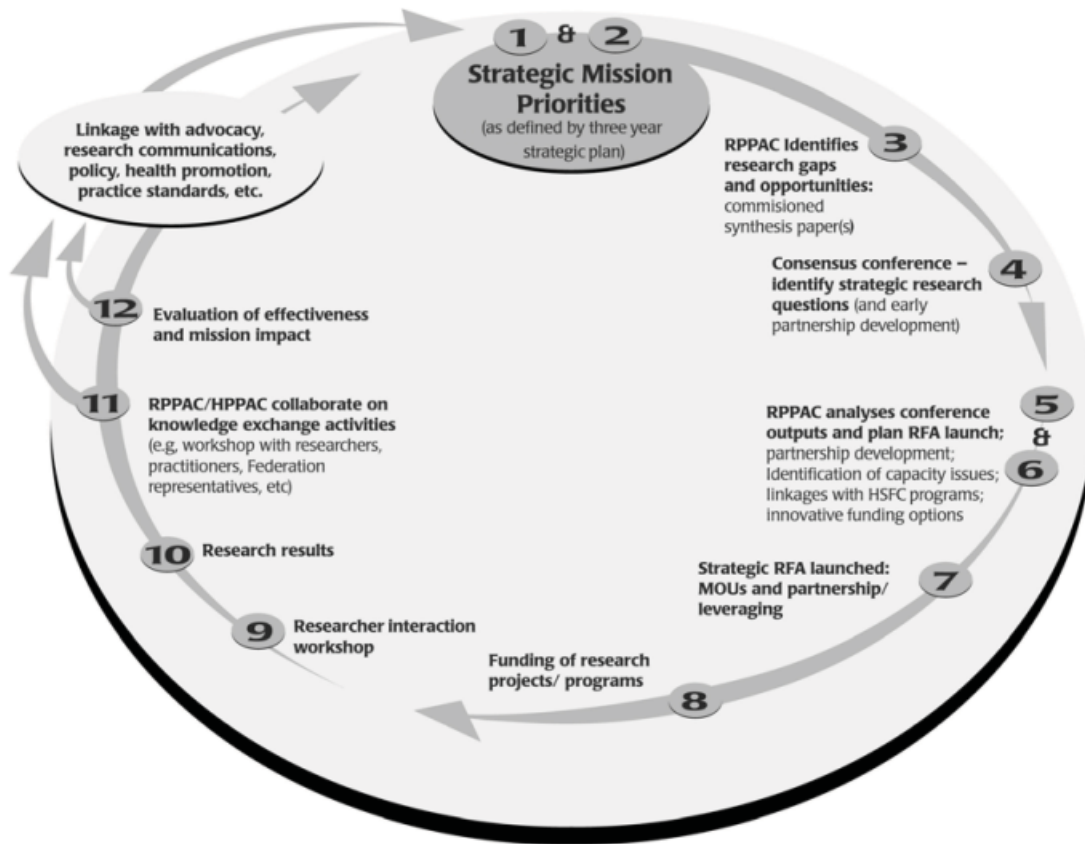 1 & 2
Strategic Mission
Priorities
(as defined by three year
strategic plan)
3
RPPAC Identifies
research gaps
and opportunities:
commisioned
synthesis paper(s)
4
Consensus conference –
identify strategic research
questions (and early
partnership development)
5
&
6
RPPAC analyses conference
outputs and plan RFA launch;
partnership development;
Identification of capacity issues;
linkages with HSFC programs;
innovative funding options
7
Strategic RFA launched:
MOUs and partnership/
leveraging
8
Funding of research
projects/ programs
9
Researcher interaction
workshop
10
Research results
11
RPPAC/HPPAC collaborate on
knowledge exchange activities
(e.g, workshop with researchers,
practitioners, Federation
representatives, etc)
12
Evaluation of effectiveness
and mission impact
Linkage with advocacy,
research communications,
policy, health promotion,
practice standards, etc.